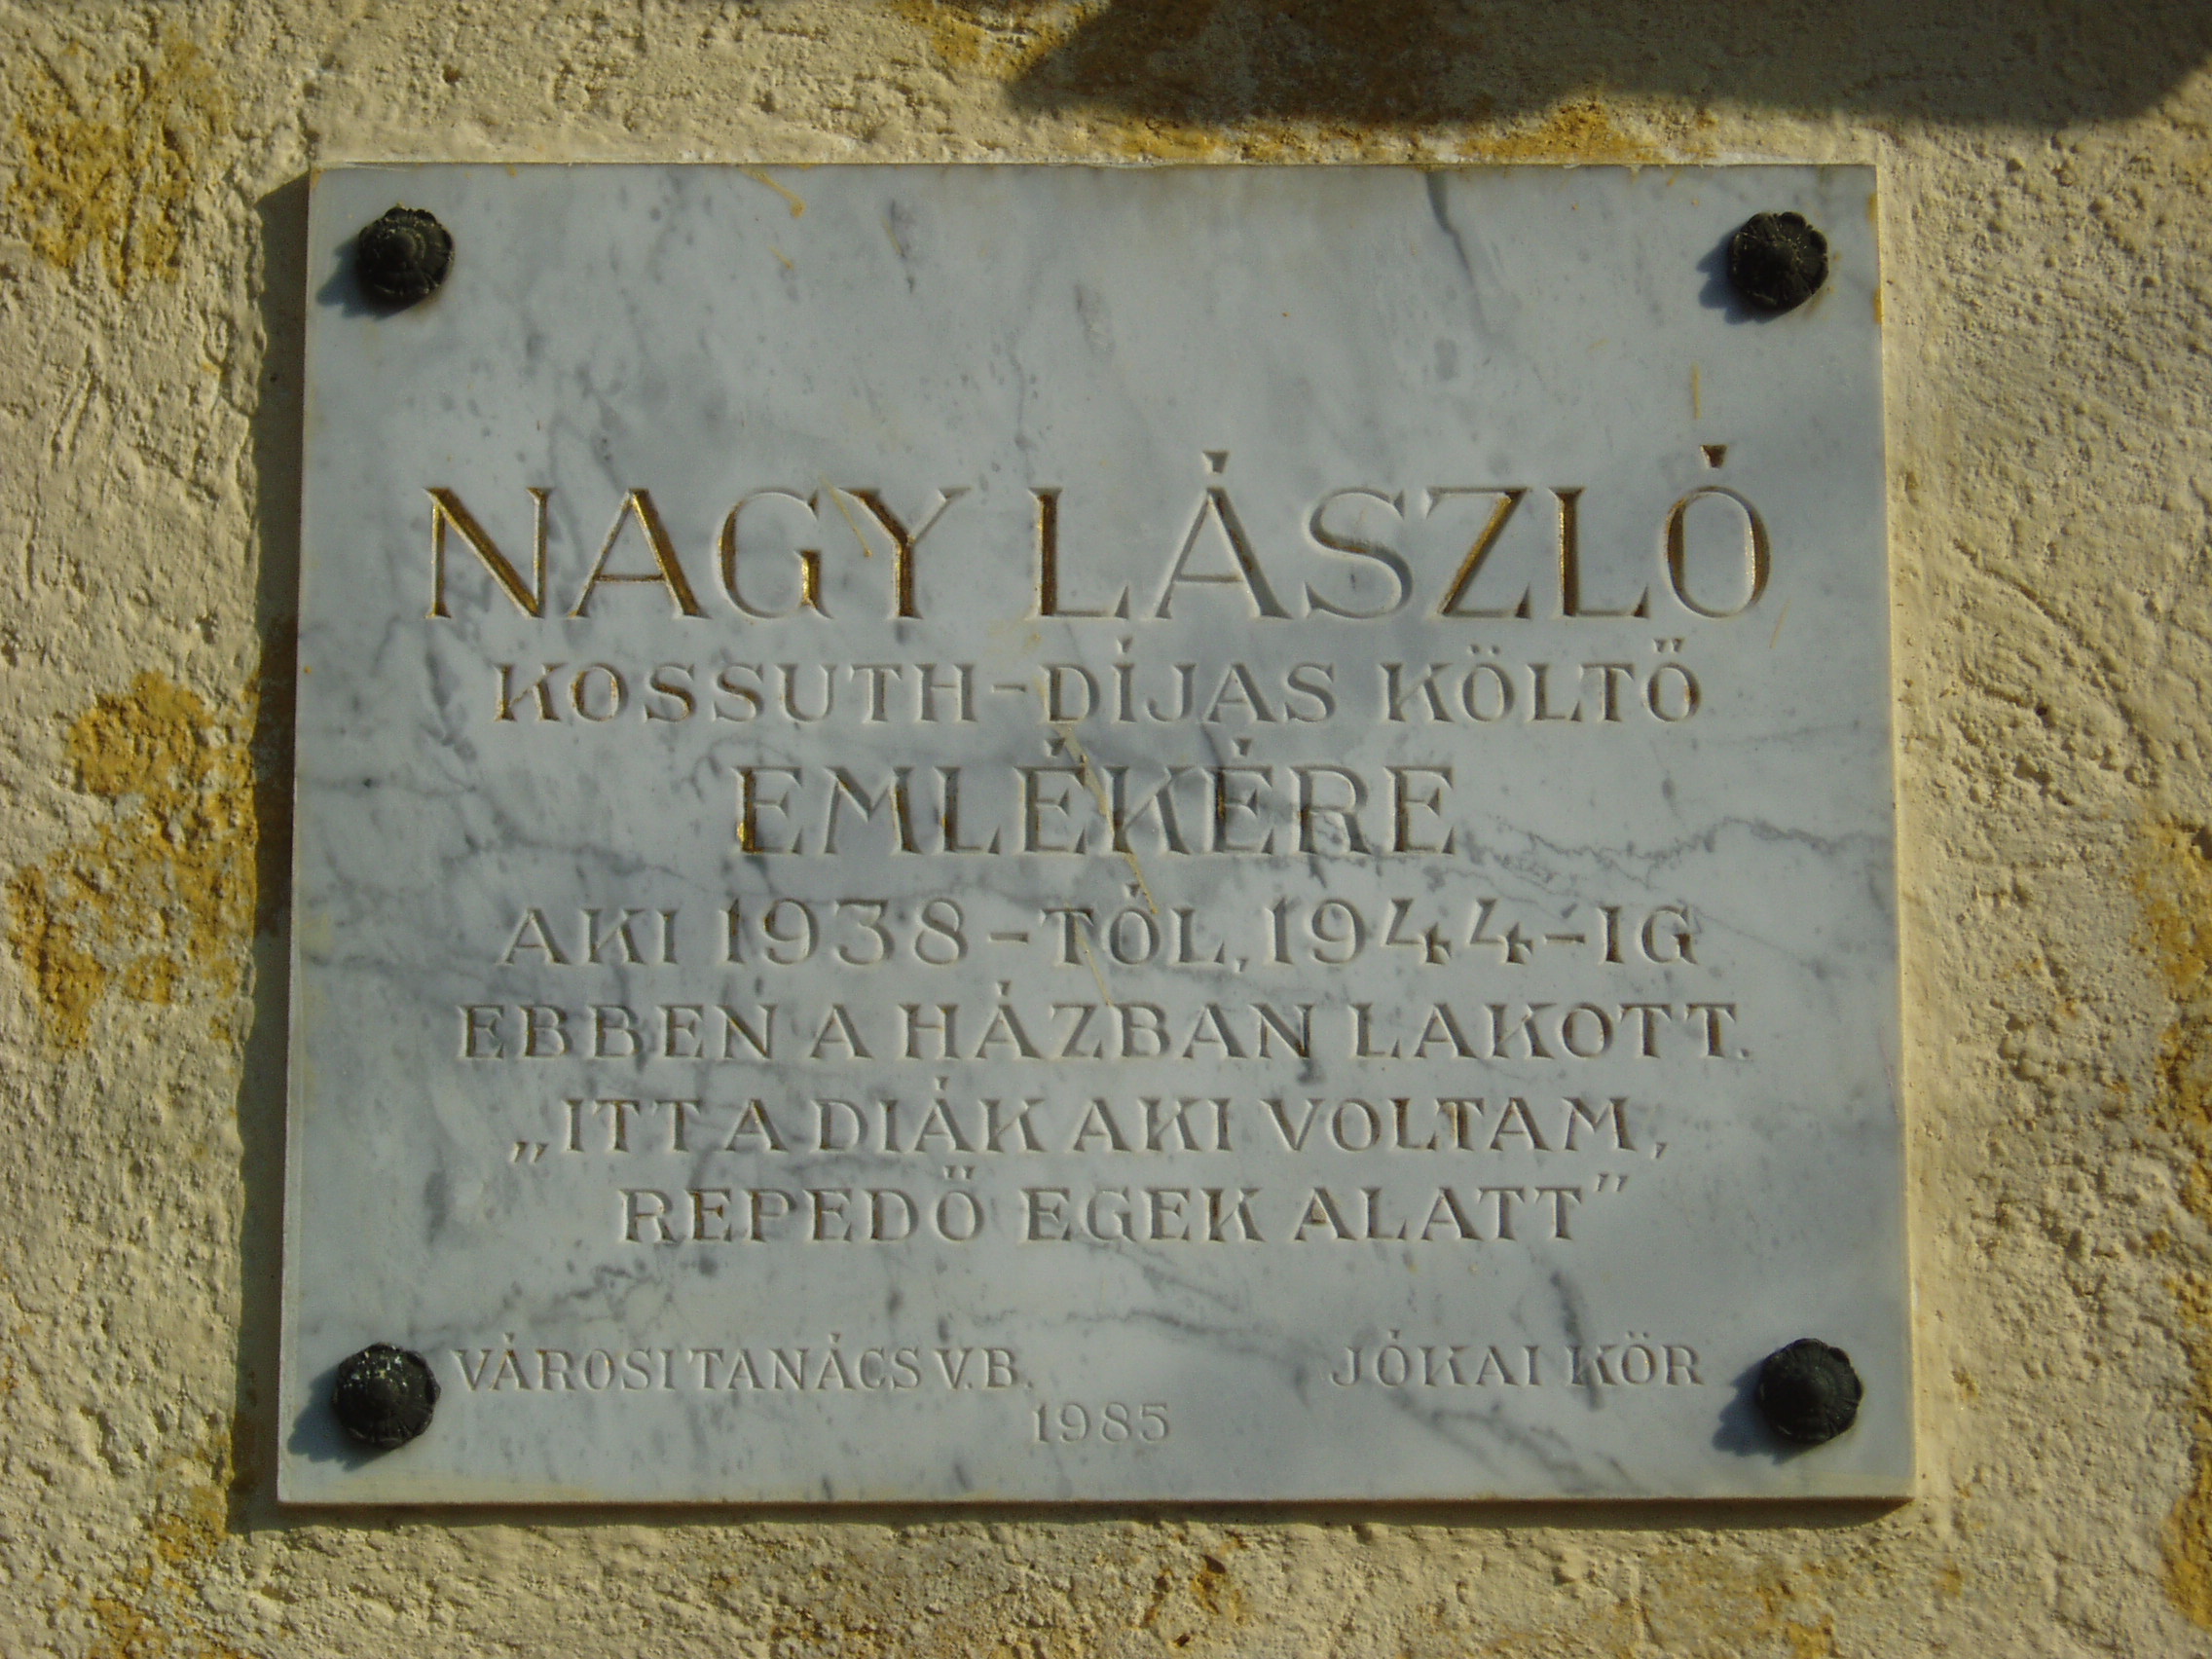 NAGY LÁSZLÓ
KOSSUTH-DÍJAS KÖLTŐ
EMLÉKÉRE
AKI 1938-TÓL, 1944-IG
EBBEN A HÁZBAN LAKOTT.
„ITT A DIÁK AKI VOLTAM,
REPEDŐ EGEK ALATT”
VÁROSI TANÁCS V.B. JÓKAI KÖR
1985